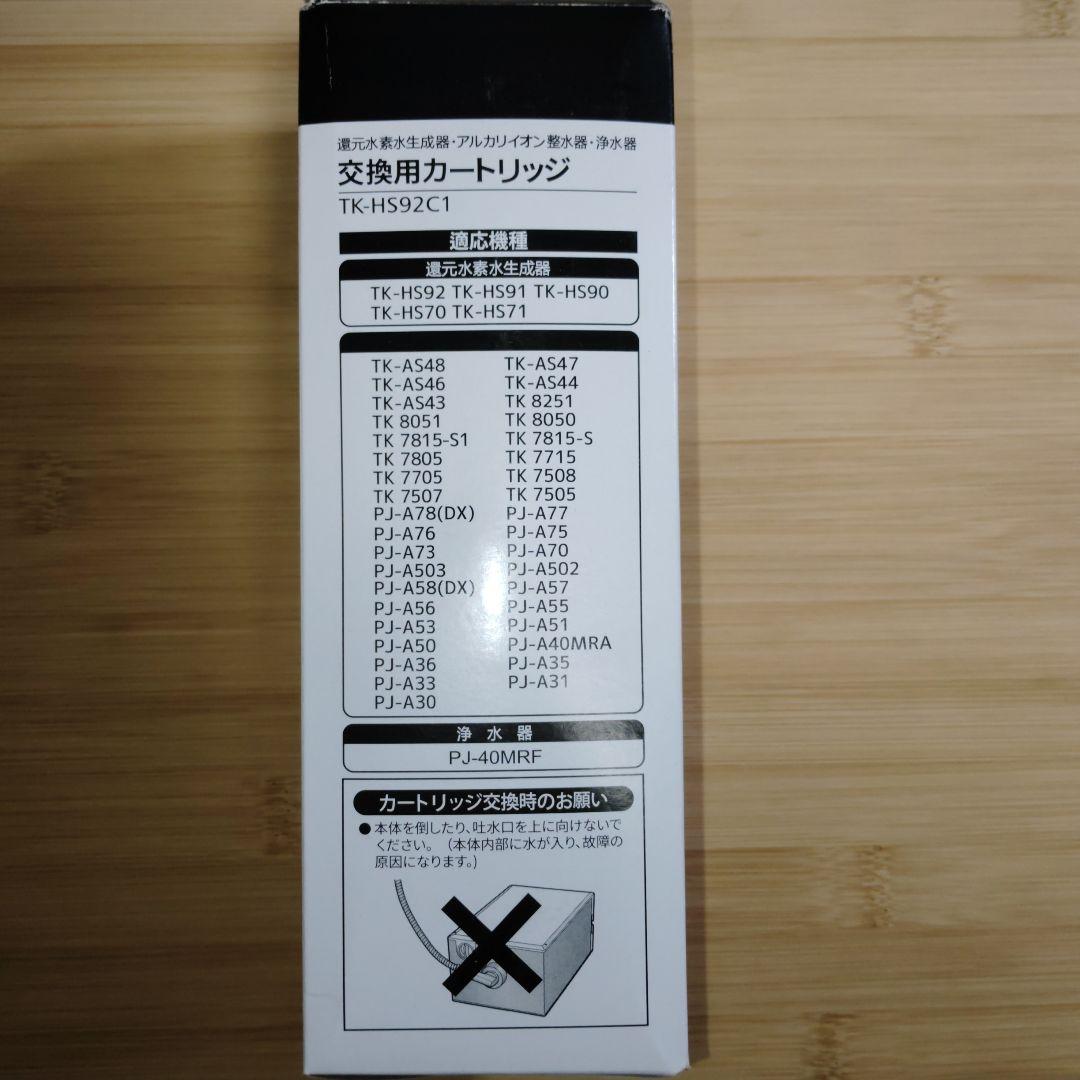 還元水素水生成器・アルカリイオン整水器・浄水器
交換用カートリッジ
TK-HS92C1
適応機種
還元水素水生成器
TK-HS92 TK-HS91 TK-HS90
TK-HS70 TK-HS71
TK-AS48 TK-AS47
TK-AS46 TK-AS44
TK-AS43 TK 8251
TK 8051 TK 8050
TK 7815-S1 TK 7815-S
TK 7805 TK 7715
TK 7705 TK 7508
TK 7507 TK 7505
PJ-A78(DX) PJ-A77
PJ-A76 PJ-A75
PJ-A73 PJ-A70
PJ-A503 PJ-A502
PJ-A58(DX) PJ-A57
PJ-A56 PJ-A55
PJ-A53 PJ-A51
PJ-A50 PJ-A40MRA
PJ-A36 PJ-A35
PJ-A33 PJ-A31
PJ-A30
浄水器
PJ-40MRF
カートリッジ交換時のお願い
●本体を倒したり、吐水口を上に向けないで
ください。（本体内部に水が入り、故障の
原因になります。）